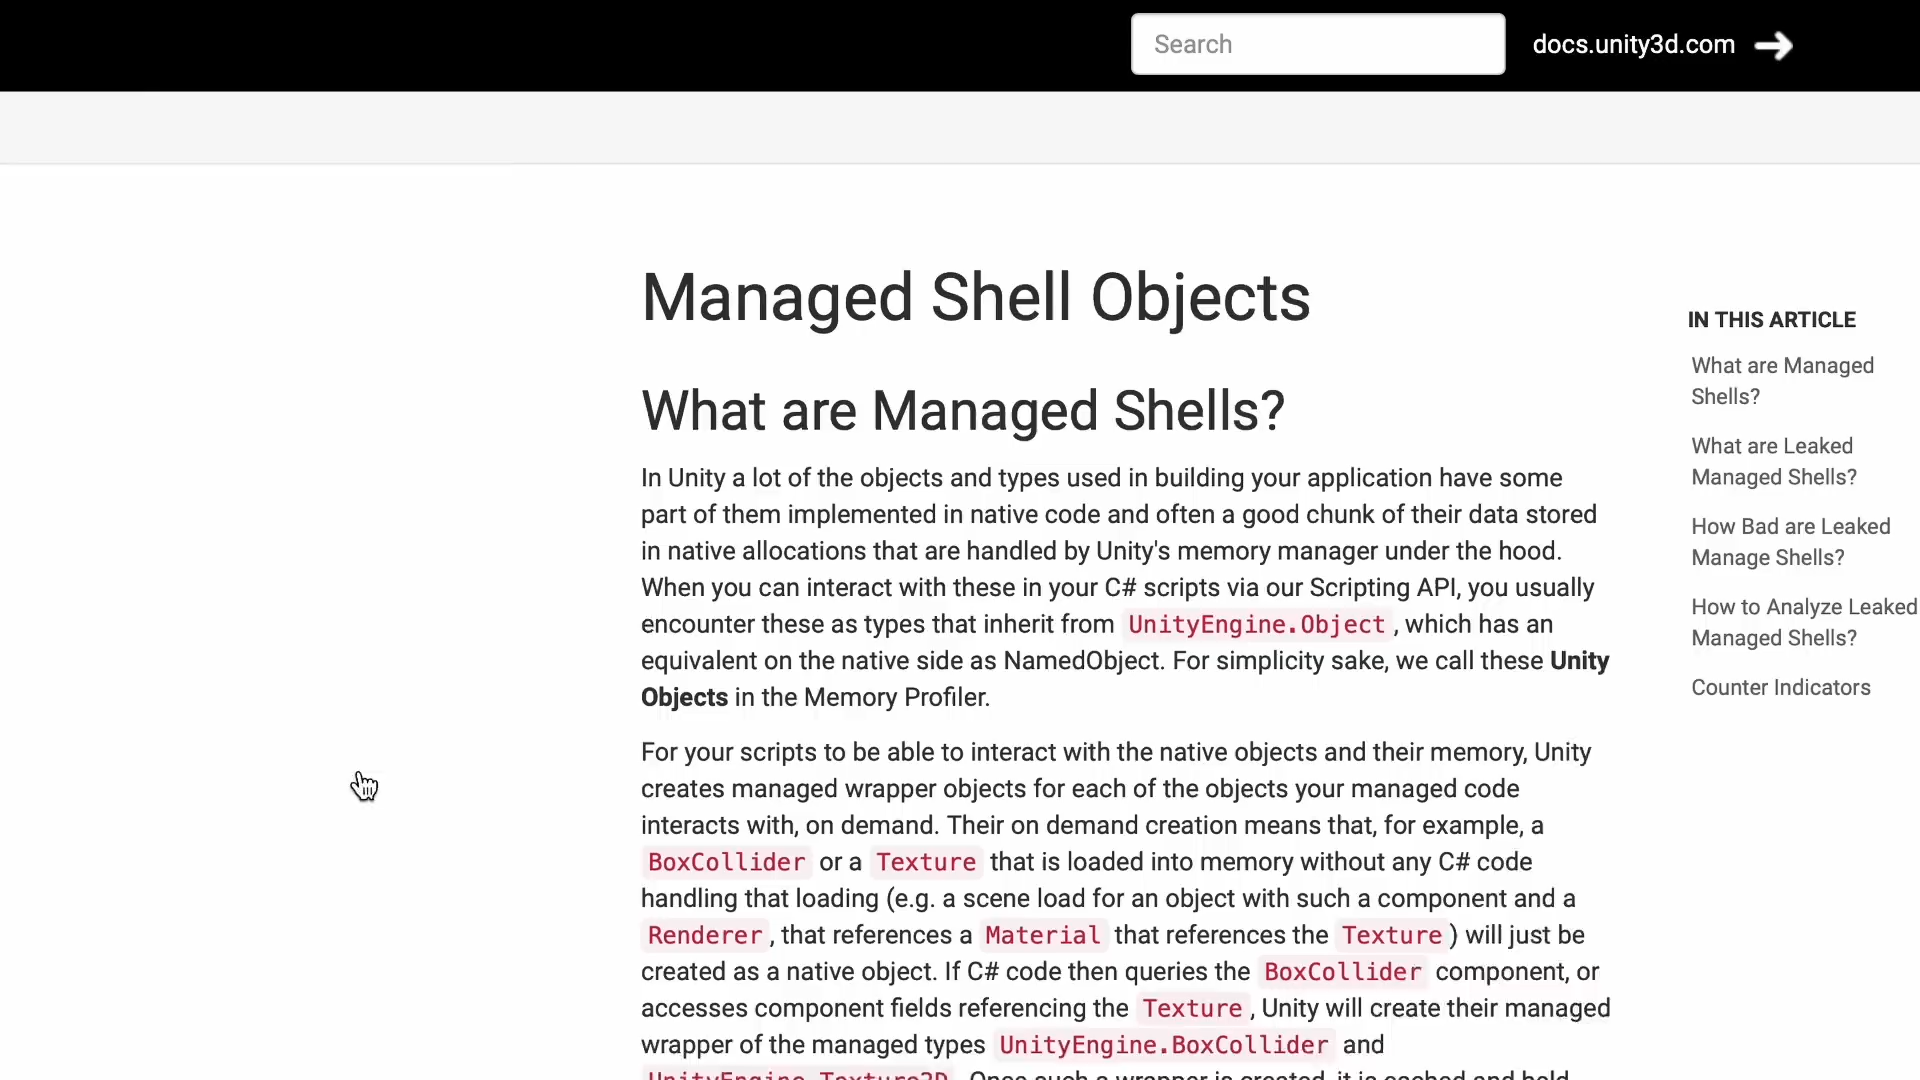 Search
docs.unity3d.com
Managed Shell Objects
What are Managed Shells?
In Unity a lot of the objects and types used in building your application have some
part of them implemented in native code and often a good chunk of their data stored
in native allocations that are handled by Unity's memory manager under the hood.
When you can interact with these in your C# scripts via our Scripting API, you usually
encounter these as types that inherit from UnityEngine.Object, which has an
equivalent on the native side as NamedObject. For simplicity sake, we call these Unity
Objects in the Memory Profiler.
For your scripts to be able to interact with the native objects and their memory, Unity
creates managed wrapper objects for each of the objects your managed code
interacts with, on demand. Their on demand creation means that, for example, a
BoxCollider or a Texture that is loaded into memory without any C# code
handling that loading (e.g. a scene load for an object with such a component and a
Renderer, that references a Material that references the Texture) will just be
created as a native object. If C# code then queries the BoxCollider component, or
accesses component fields referencing the Texture, Unity will create their managed
wrapper of the managed types UnityEngine.BoxCollider and
UnityEngine.Texture2D. Once such a wrapper is created, it is cached and held
IN THIS ARTICLE
What are Managed
Shells?
What are Leaked
Managed Shells?
How Bad are Leaked
Manage Shells?
How to Analyze Leaked
Managed Shells?
Counter Indicators